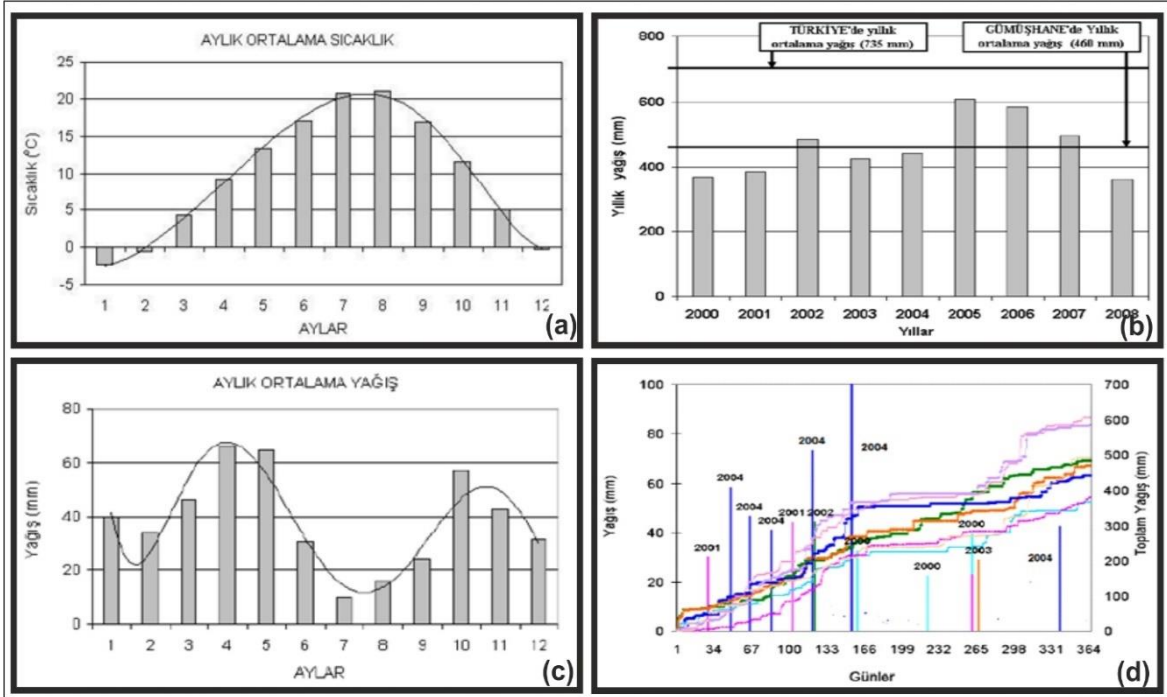 AYLIK ORTALAMA SICAKLIK
Sıcaklık (°C)
25
20
15
10
5
0
-5
1 2 3 4 5 6 7 8 9 10 11 12
AYLAR
(a)
TÜRKİYE'de yıllık
ortalama yağış (735 mm)
GÜMÜŞHANE'de Yıllık
ortalama yağış (460 mm)
Yıllık yağış (mm)
800
600
400
200
0
2000 2001 2002 2003 2004 2005 2006 2007 2008
Yıllar
(b)
AYLIK ORTALAMA YAĞIŞ
Yağış (mm)
80
60
40
20
0
1 2 3 4 5 6 7 8 9 10 11 12
AYLAR
(c)
Yağış (mm)
100
80
60
40
20
0
Toplam Yağış (mm)
700
600
500
400
300
200
100
0
2004
2004
2004
2004
2004
2001 2002
2001
2000
2000
2003
2004
1 34 67 100 133 166 199 232 265 298 331 364
Günler
(d)